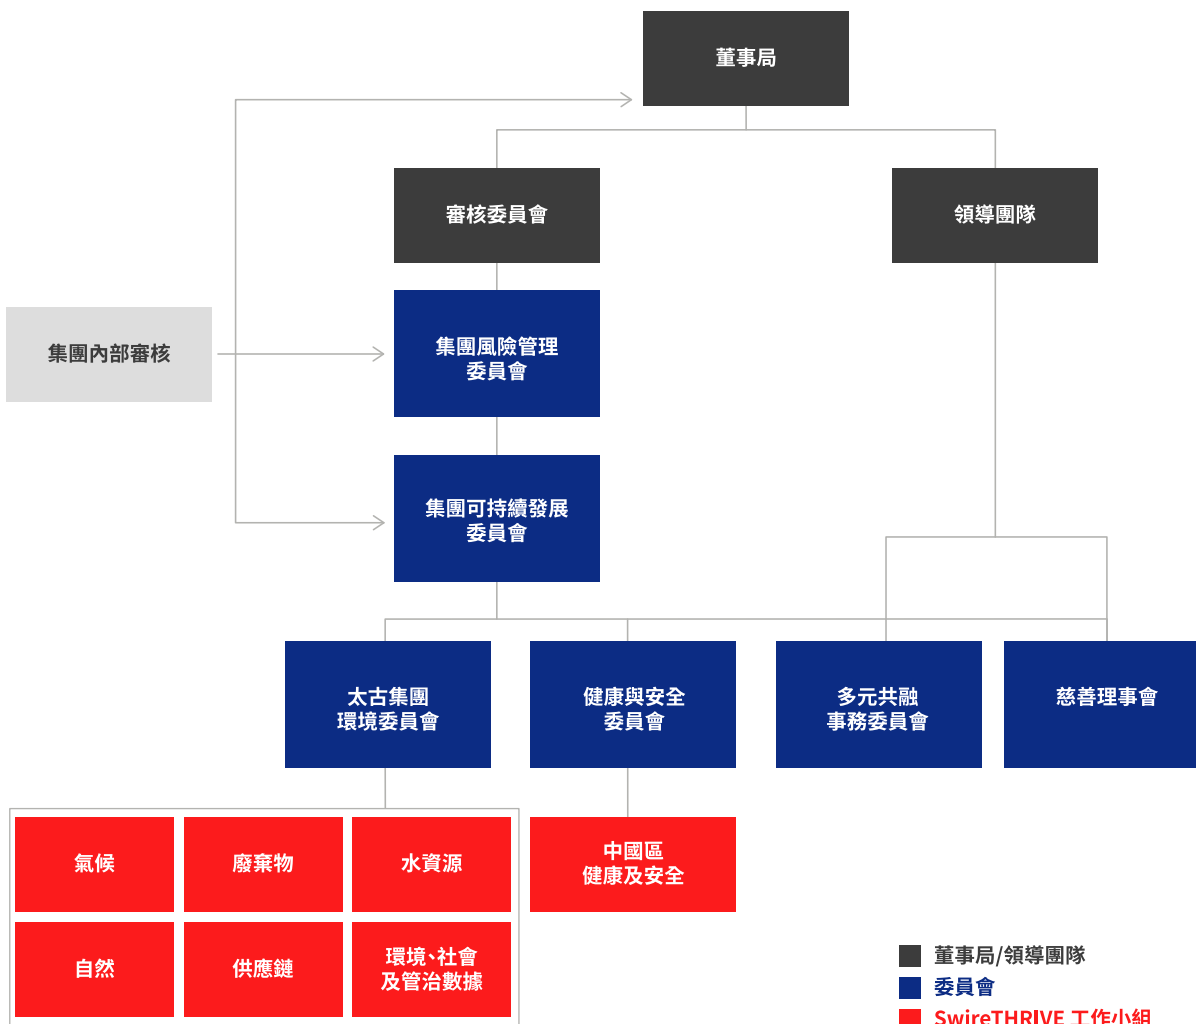 董事局
審核委員會
領導團隊
集團風險管理
委員會
集團內部審核
集團可持續發展
委員會
太古集團
環境委員會
健康與安全
委員會
多元共融
事務委員會
慈善理事會
氣候
廢棄物
水資源
中國區
健康及安全
自然
供應鏈
環境、社會
及管治數據
董事局/領導團隊
委員會
SwireTHRIVE 工作小組